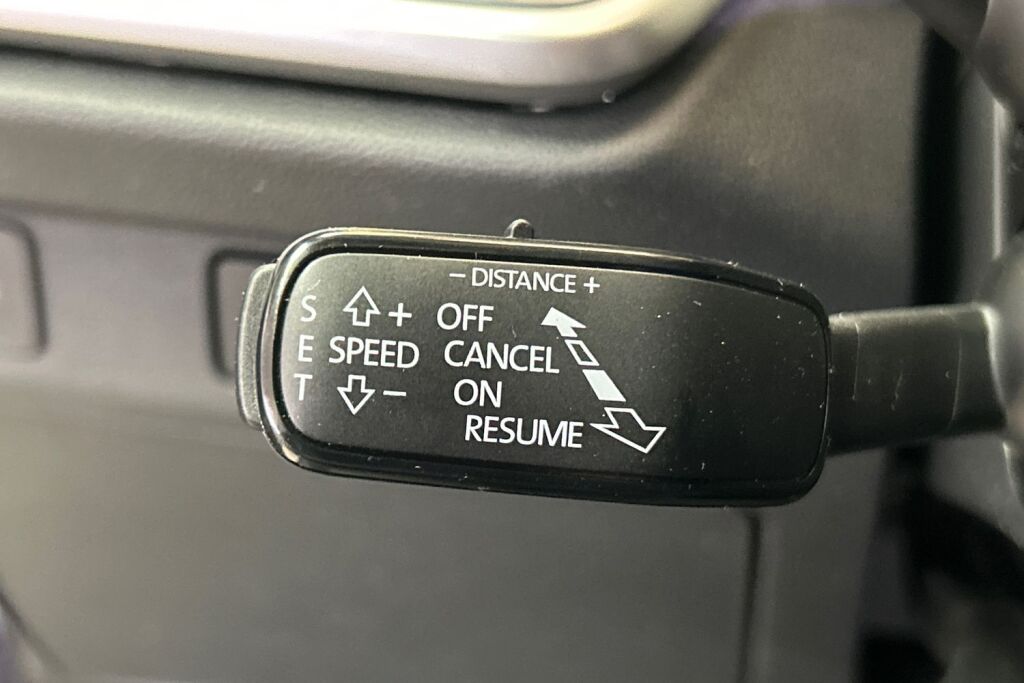 – DISTANCE +
S + OFF
E SPEED CANCEL
T – ON
RESUME